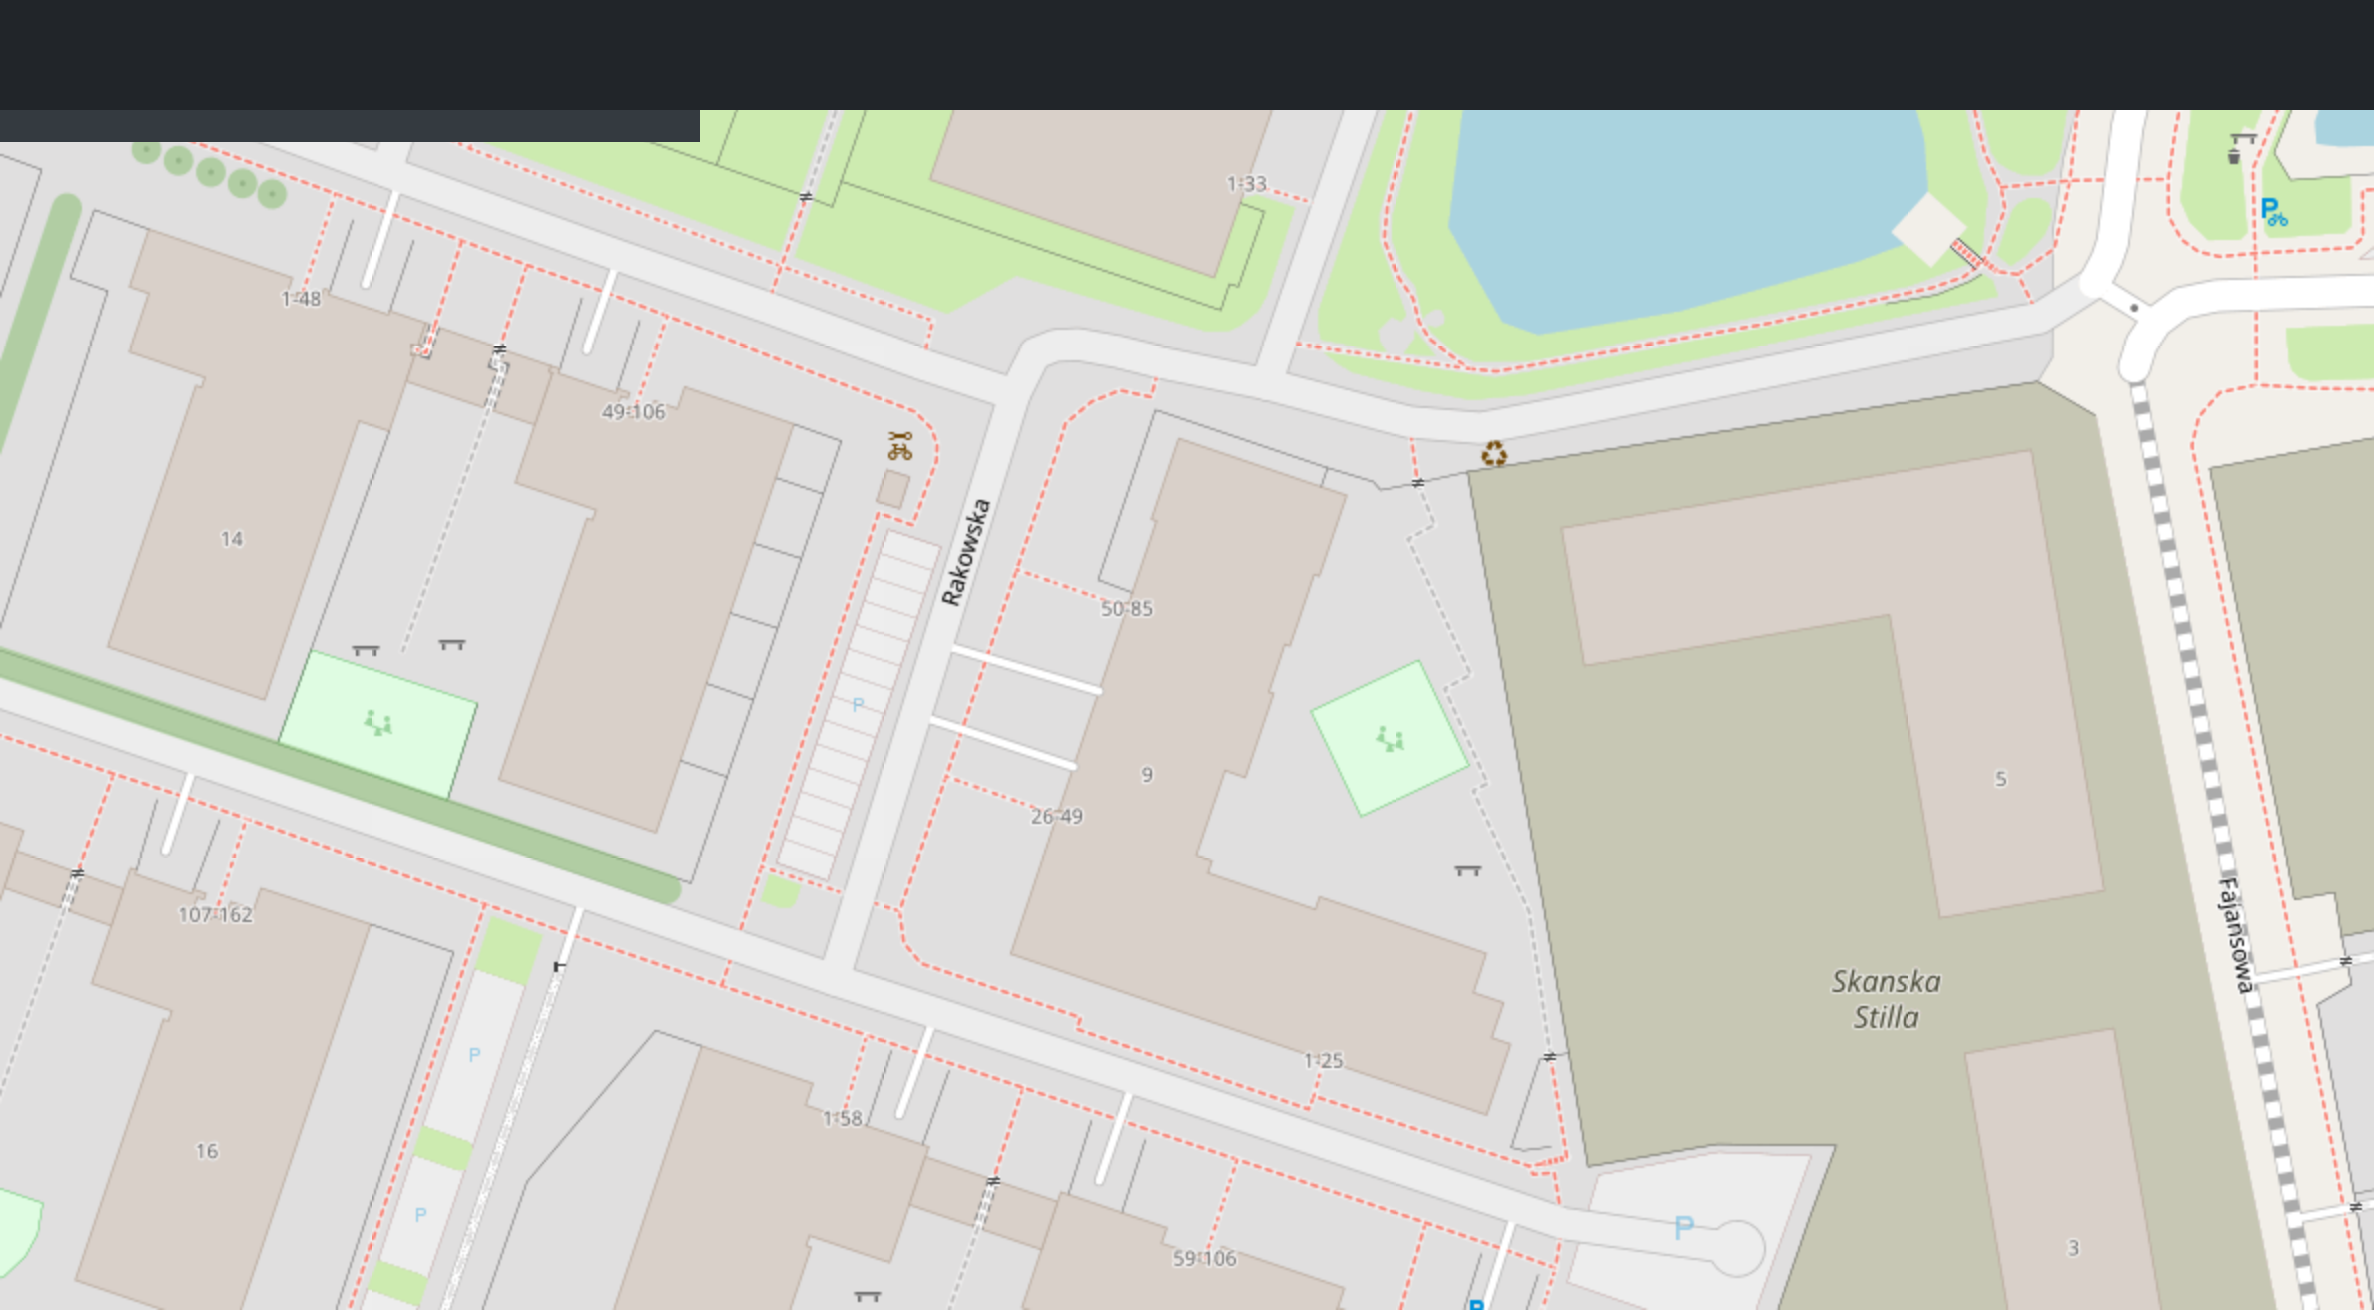 1-33
1-48
49-106
Rakowska
14
50-85
P
26-49
9
5
107-162
Fajansowa
Skanska
Stilla
P
1-25
1-58
16
P
P
3
59-106
P
P